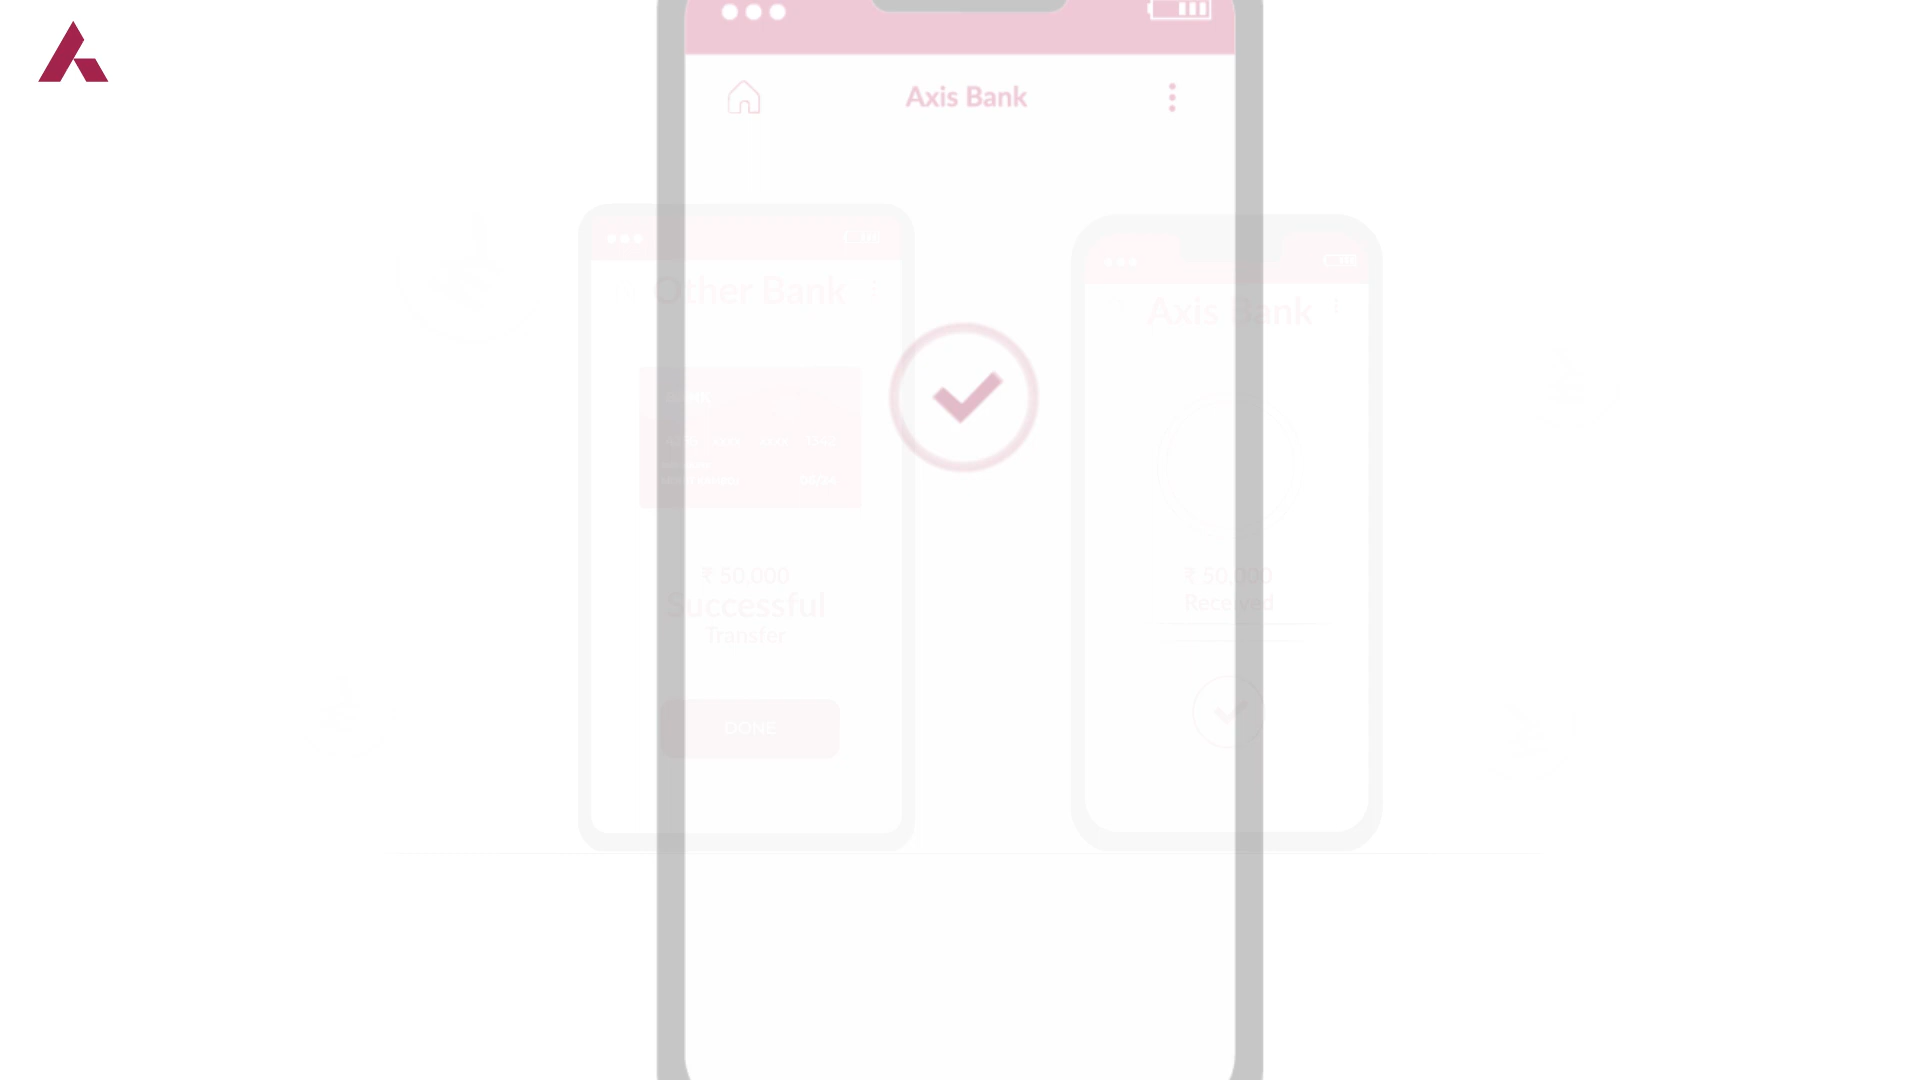 Axis Bank
Other Bank
Axis Bank
₹ 50,000
Successful
Transfer
DONE
₹ 50,000
Received